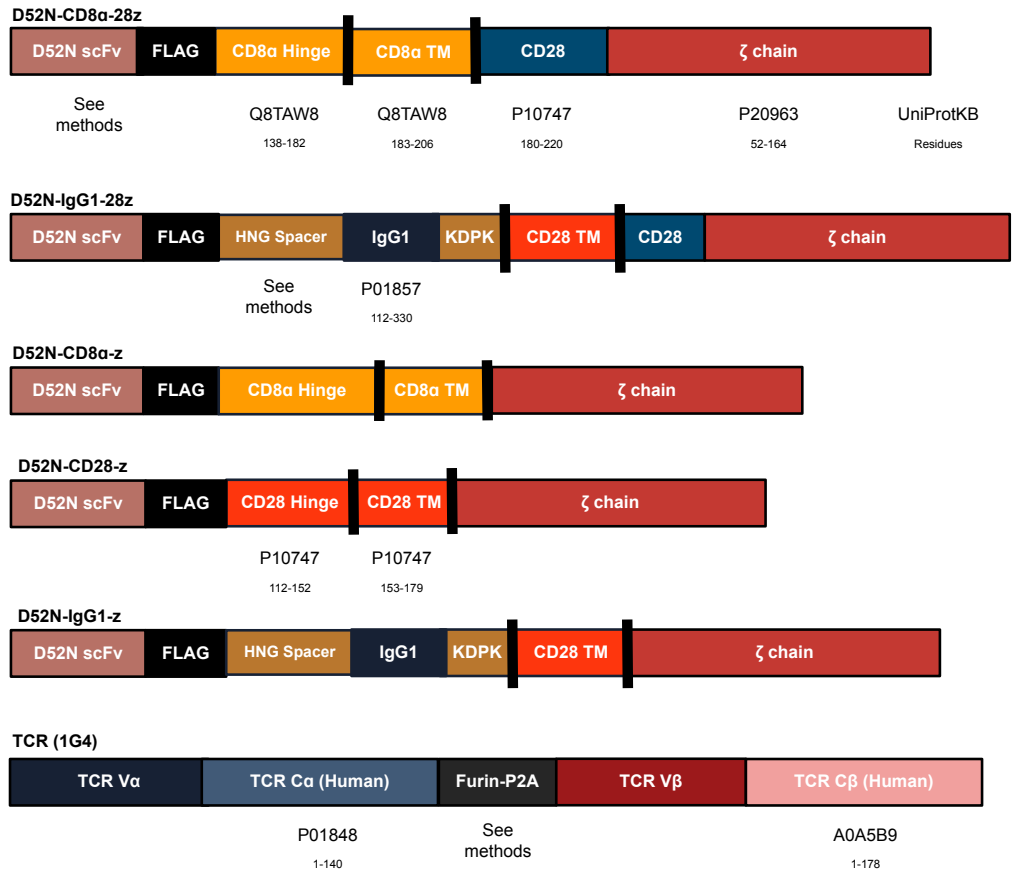 D52N-CD8α-28z
D52N scFv FLAG CD8α Hinge CD8α TM CD28 ζ chain
See methods Q8TAW8 Q8TAW8 P10747 P20963 UniProtKB
138-182 183-206 180-220 52-164 Residues
D52N-IgG1-28z
D52N scFv FLAG HNG Spacer IgG1 KDPK CD28 TM CD28 ζ chain
See methods P01857
112-330
D52N-CD8α-z
D52N scFv FLAG CD8α Hinge CD8α TM ζ chain
D52N-CD28-z
D52N scFv FLAG CD28 Hinge CD28 TM ζ chain
P10747 P10747
112-152 153-179
D52N-IgG1-z
D52N scFv FLAG HNG Spacer IgG1 KDPK CD28 TM ζ chain
TCR (1G4)
TCR Vα TCR Cα (Human) Furin-P2A TCR Vβ TCR Cβ (Human)
P01848 See methods A0A5B9
1-140 1-178